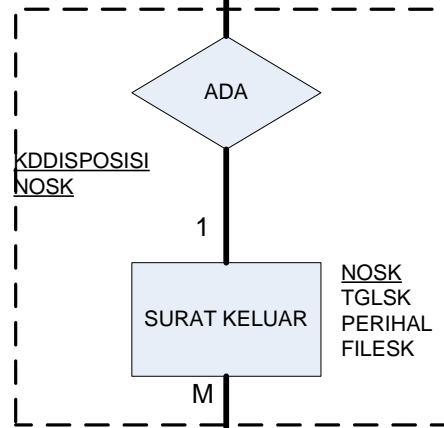 ADA
KDDISPOSISI
NOSK
1
SURAT KELUAR
NOSK
TGLSK
PERIHAL
FILESK
M